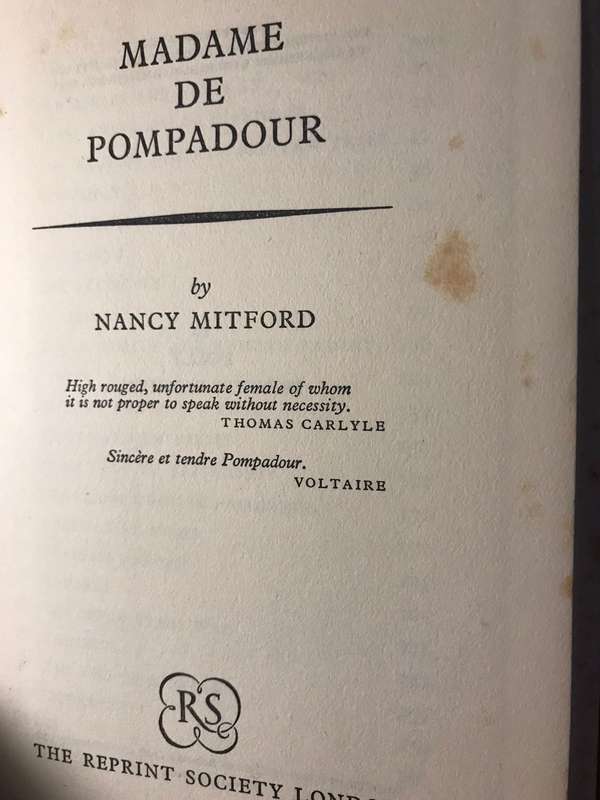 MADAME
DE
POMPADOUR
by
NANCY MITFORD
High rouged, unfortunate female of whom
it is not proper to speak without necessity.
THOMAS CARLYLE
Sincère et tendre Pompadour.
VOLTAIRE
RS
THE REPRINT SOCIETY LONDO